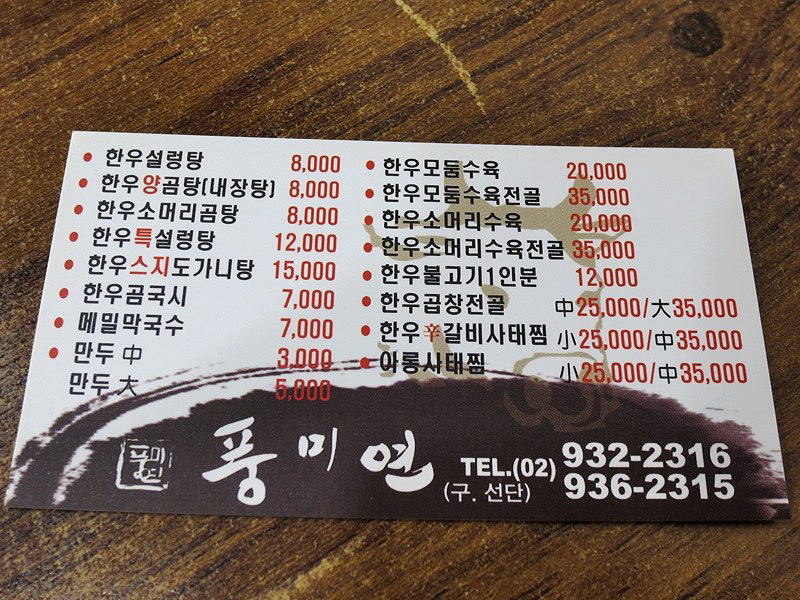 한우설렁탕 8,000
한우양곰탕(내장탕) 8,000
한우소머리곰탕 8,000
한우특설렁탕 12,000
한우스지도가니탕 15,000
한우곰국시 7,000
메밀막국수 7,000
만두 中 3,000
만두 大 5,000
한우모둠수육 20,000
한우모둠수육전골 35,000
한우소머리수육 20,000
한우소머리수육전골 35,000
한우불고기1인분 12,000
한우곱창전골 中25,000/大35,000
한우辛갈비사태찜 小25,000/中35,000
아롱사태찜 小25,000/中35,000
풍미연
풍미연
TEL.(02) 932-2316
(구. 선단) 936-2315